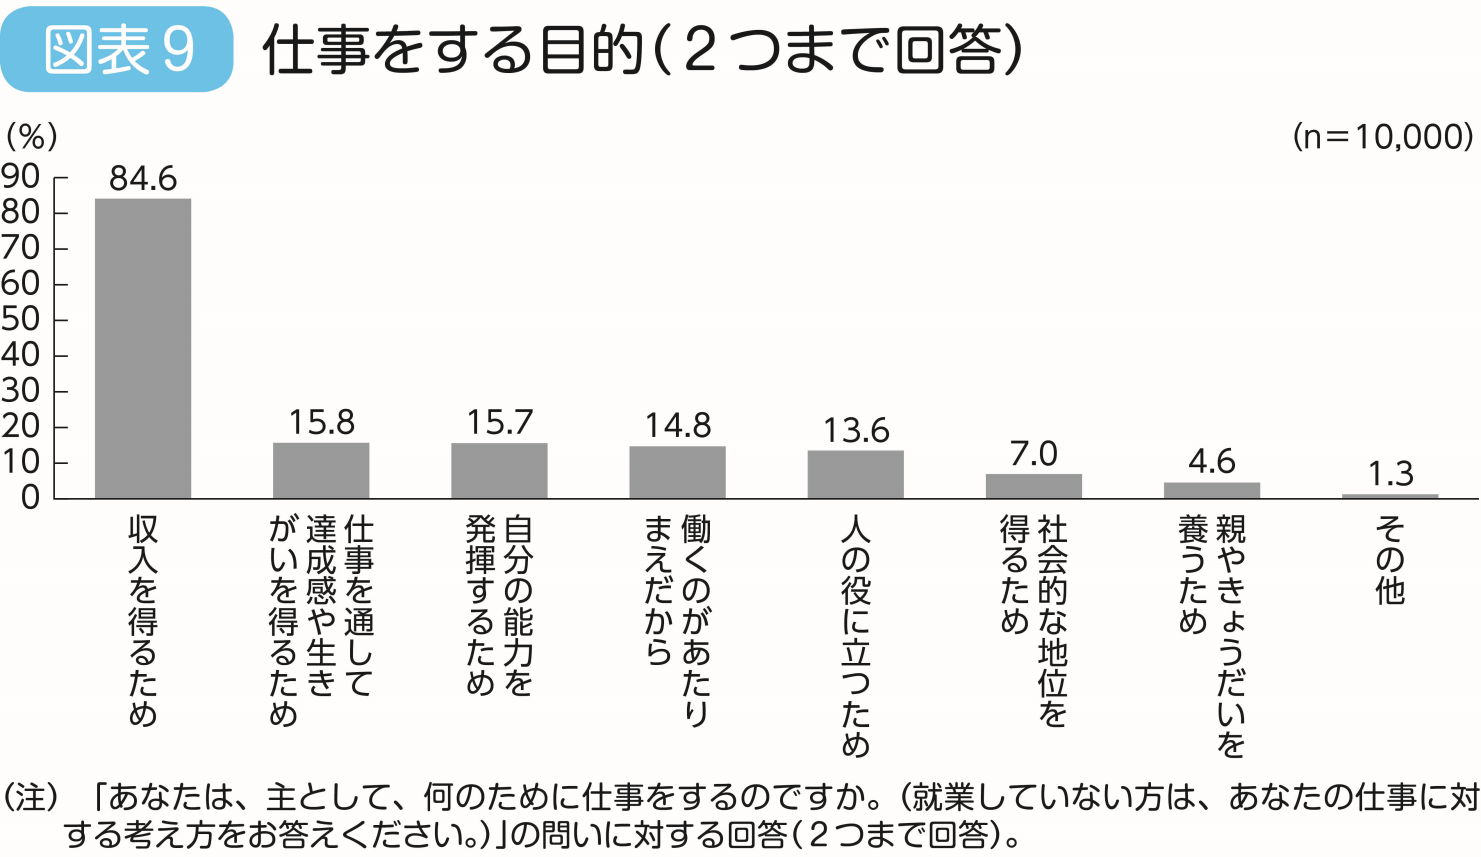 図表9 仕事をする目的(2つまで回答)
(%)
(n=10,000)
90
80
70
60
50
40
30
20
10
0
84.6
15.8
15.7
14.8
13.6
7.0
4.6
1.3
収入を得るため
仕事を通して
達成感や生き
がいを得るため
自分の能力を
発揮するため
働くのがあたり
まえだから
人の役に立つため
社会的な地位を
得るため
親やきょうだいを
養うため
その他
(注) 「あなたは、主として、何のために仕事をするのですか。(就業していない方は、あなたの仕事に対
する考え方をお答えください。)」の問いに対する回答(2つまで回答)。